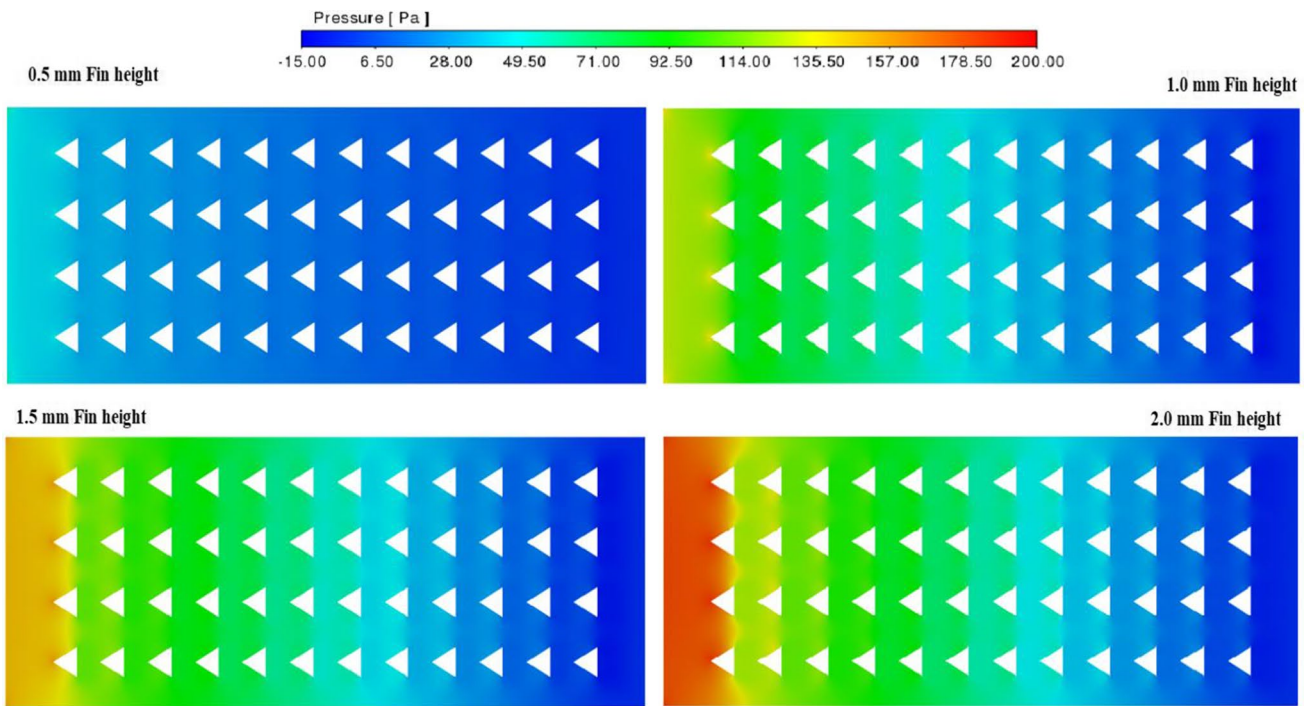 Pressure [ Pa ]
-15.00 6.50 28.00 49.50 71.00 92.50 114.00 135.50 157.00 178.50 200.00
0.5 mm Fin height
1.0 mm Fin height
1.5 mm Fin height
2.0 mm Fin height